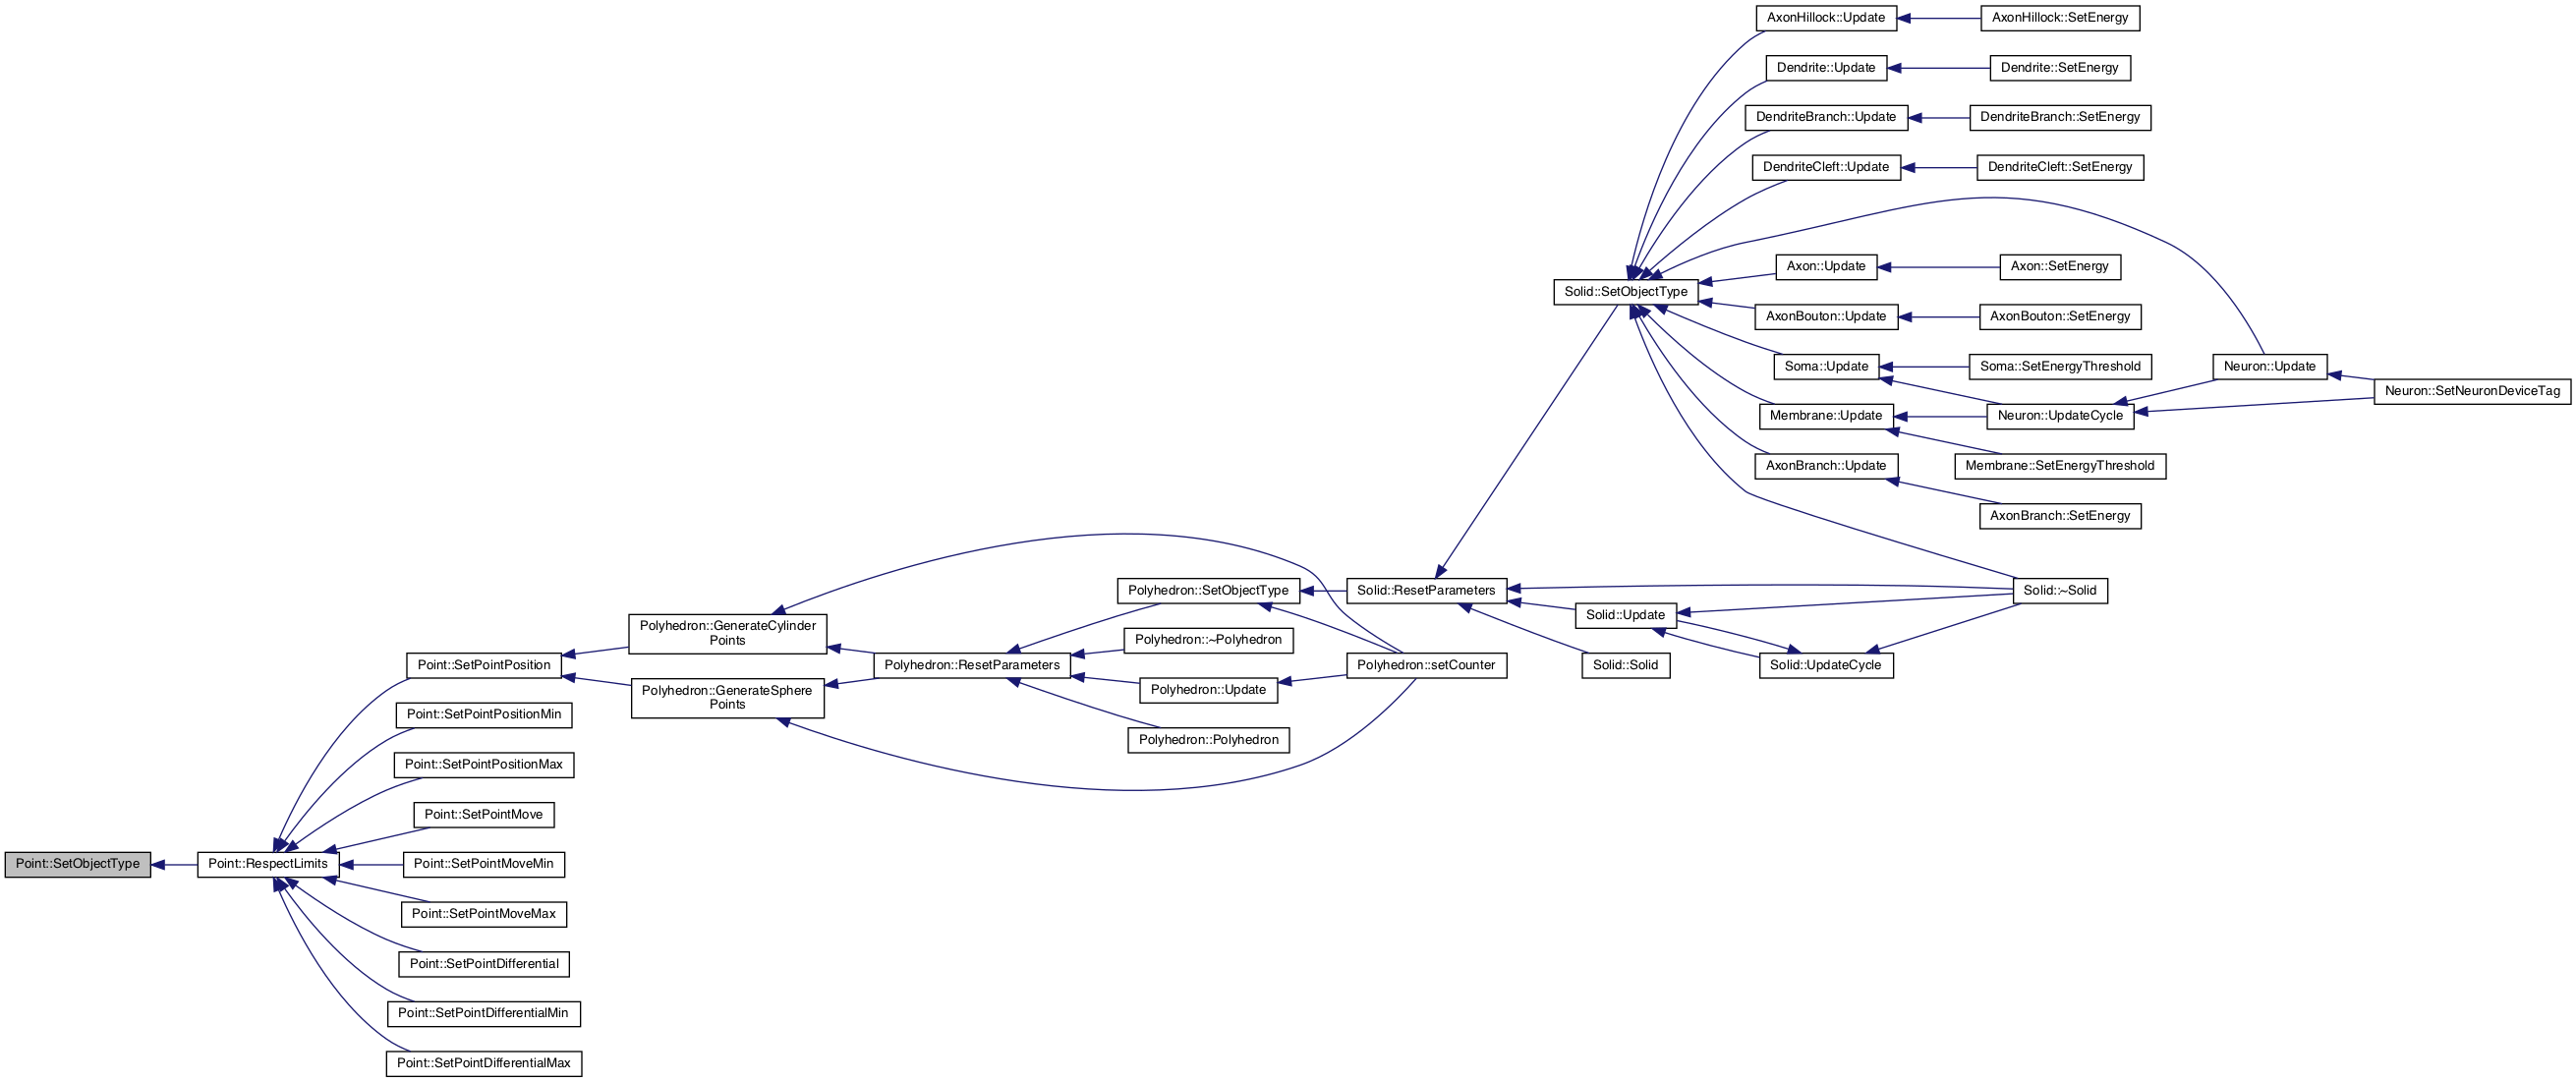 AxonHillock::Update
AxonHillock::SetEnergy
Dendrite::Update
Dendrite::SetEnergy
DendriteBranch::Update
DendriteBranch::SetEnergy
DendriteCleft::Update
DendriteCleft::SetEnergy
Solid::SetObjectType
Axon::Update
Axon::SetEnergy
AxonBouton::Update
AxonBouton::SetEnergy
Soma::Update
Soma::SetEnergyThreshold
Neuron::Update
Neuron::SetNeuronDeviceTag
Membrane::Update
Neuron::UpdateCycle
AxonBranch::Update
Membrane::SetEnergyThreshold
AxonBranch::SetEnergy
Polyhedron::SetObjectType
Solid::ResetParameters
Solid::~Solid
Solid::Update
Polyhedron::GenerateCylinder
Points
Polyhedron::~Polyhedron
Point::SetPointPosition
Polyhedron::ResetParameters
Polyhedron::setCounter
Solid::Solid
Solid::UpdateCycle
Polyhedron::GenerateSphere
Points
Polyhedron::Update
Point::SetPointPositionMin
Polyhedron::Polyhedron
Point::SetPointPositionMax
Point::SetPointMove
Point::SetObjectType
Point::RespectLimits
Point::SetPointMoveMin
Point::SetPointMoveMax
Point::SetPointDifferential
Point::SetPointDifferentialMin
Point::SetPointDifferentialMax